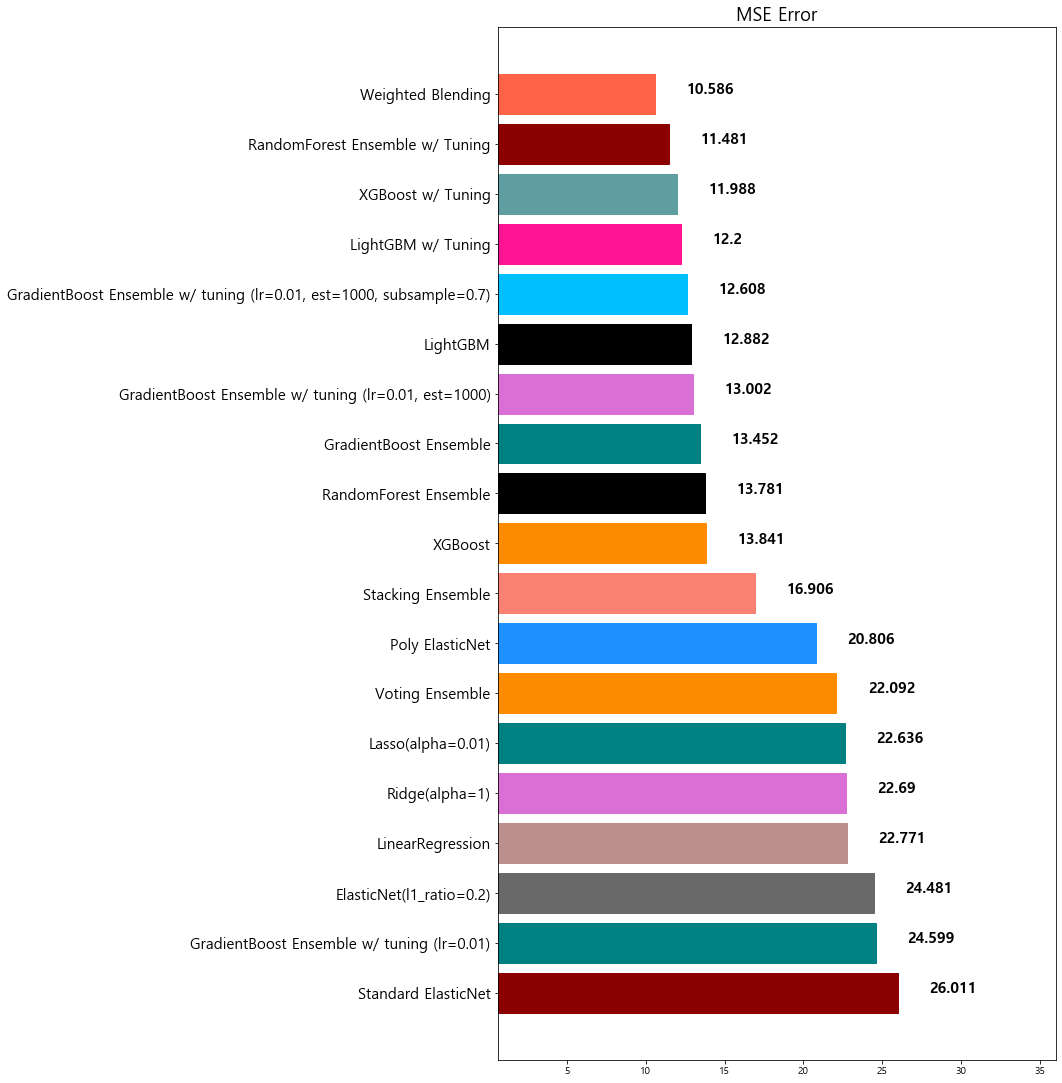 MSE Error
Weighted Blending 10.586
RandomForest Ensemble w/ Tuning 11.481
XGBoost w/ Tuning 11.988
LightGBM w/ Tuning 12.2
GradientBoost Ensemble w/ tuning (lr=0.01, est=1000, subsample=0.7) 12.608
LightGBM 12.882
GradientBoost Ensemble w/ tuning (lr=0.01, est=1000) 13.002
GradientBoost Ensemble 13.452
RandomForest Ensemble 13.781
XGBoost 13.841
Stacking Ensemble 16.906
Poly ElasticNet 20.806
Voting Ensemble 22.092
Lasso(alpha=0.01) 22.636
Ridge(alpha=1) 22.69
LinearRegression 22.771
ElasticNet(l1_ratio=0.2) 24.481
GradientBoost Ensemble w/ tuning (lr=0.01) 24.599
Standard ElasticNet 26.011
5 10 15 20 25 30 35